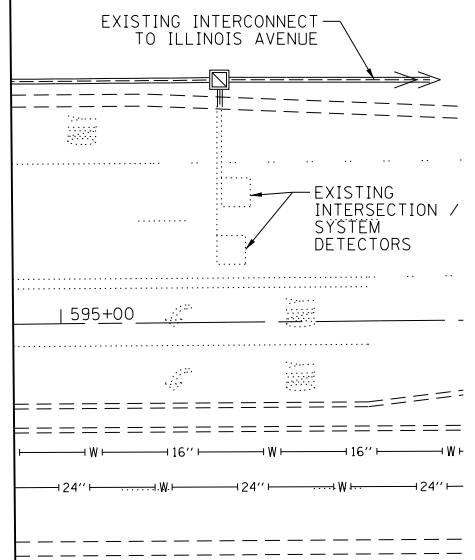 EXISTING INTERCONNECT
TO ILLINOIS AVENUE
EXISTING
INTERSECTION /
SYSTEM
DETECTORS
595+00
W 16" W 16" W
24" W 24" W 24"